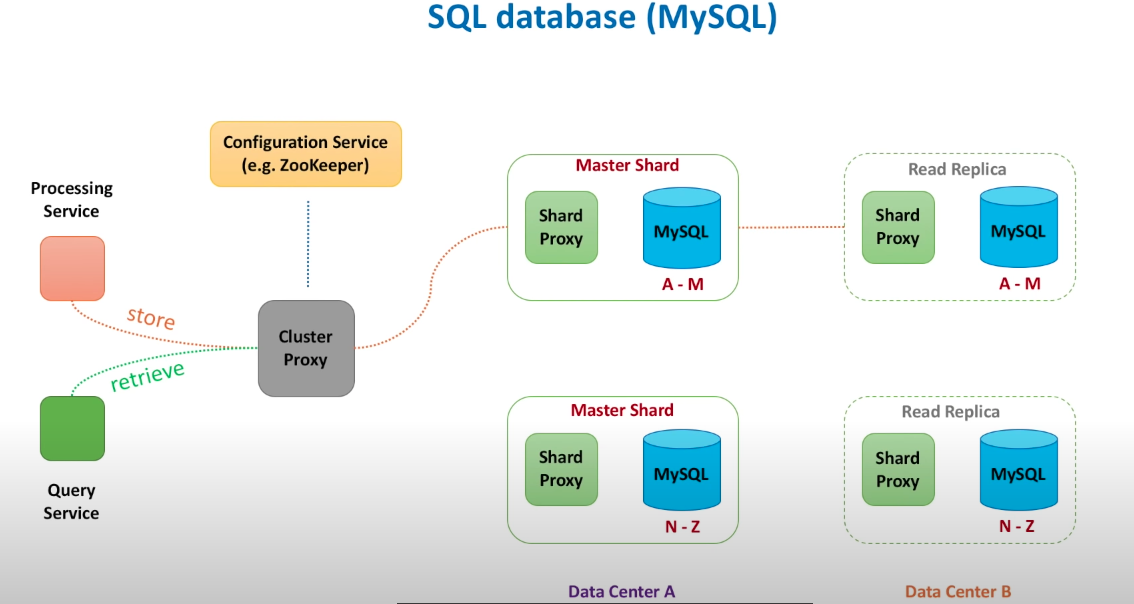 SQL database (MySQL)
Configuration Service
(e.g. ZooKeeper)
Processing
Service
store
retrieve
Cluster
Proxy
Query
Service
Master Shard
Shard
Proxy
MySQL
A - M
Read Replica
Shard
Proxy
MySQL
A - M
Master Shard
Shard
Proxy
MySQL
N - Z
Read Replica
Shard
Proxy
MySQL
N - Z
Data Center A
Data Center B